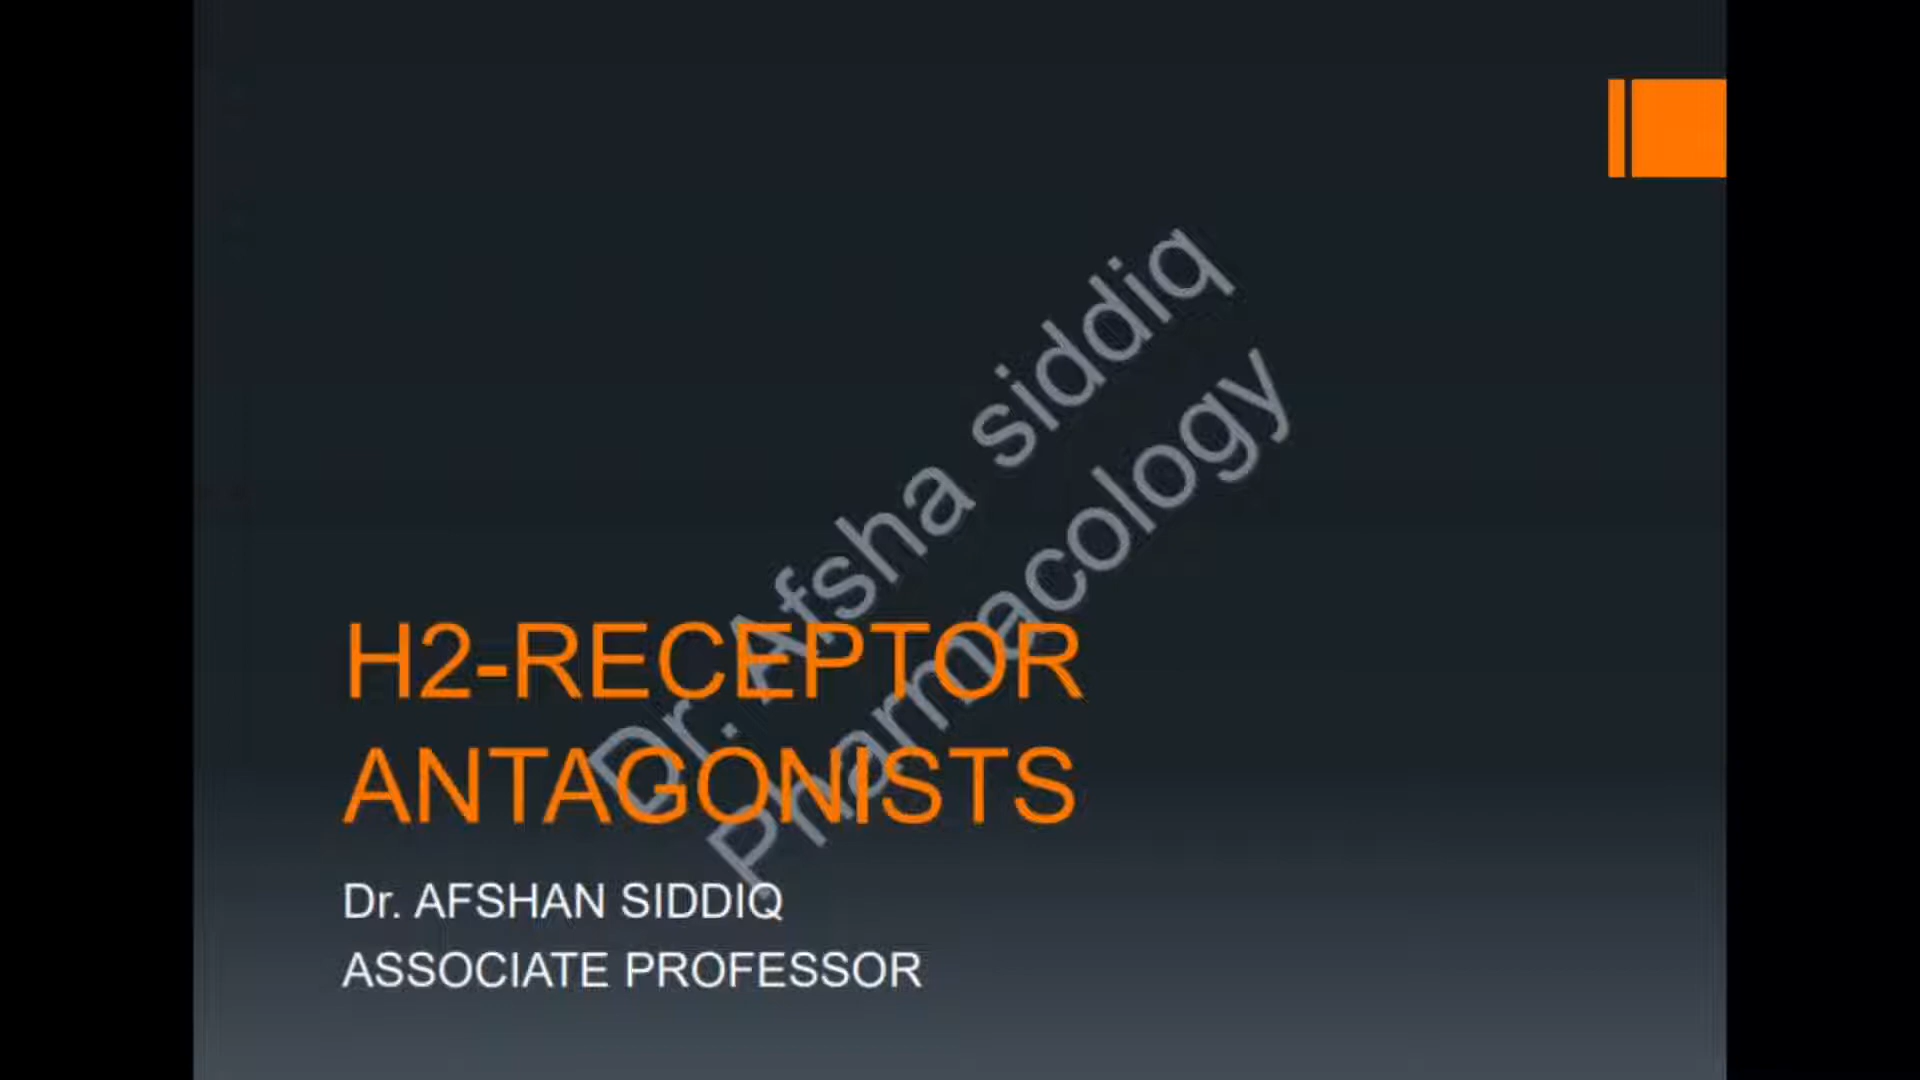 Dr. Afsha siddiq
Pharmacology
H2-RECEPTOR
ANTAGONISTS
Dr. AFSHAN SIDDIQ
ASSOCIATE PROFESSOR